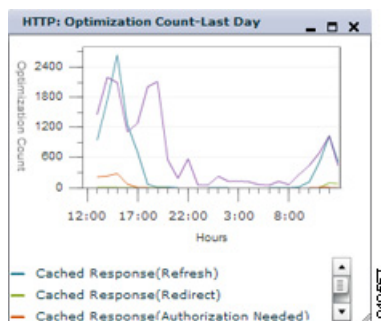 HTTP: Optimization Count-Last Day
Optimization Count
2400
1800
1200
600
0
12:00 17:00 22:00 3:00 8:00
Hours
Cached Response(Refresh)
Cached Response(Redirect)
Cached Response(Authorization Needed)